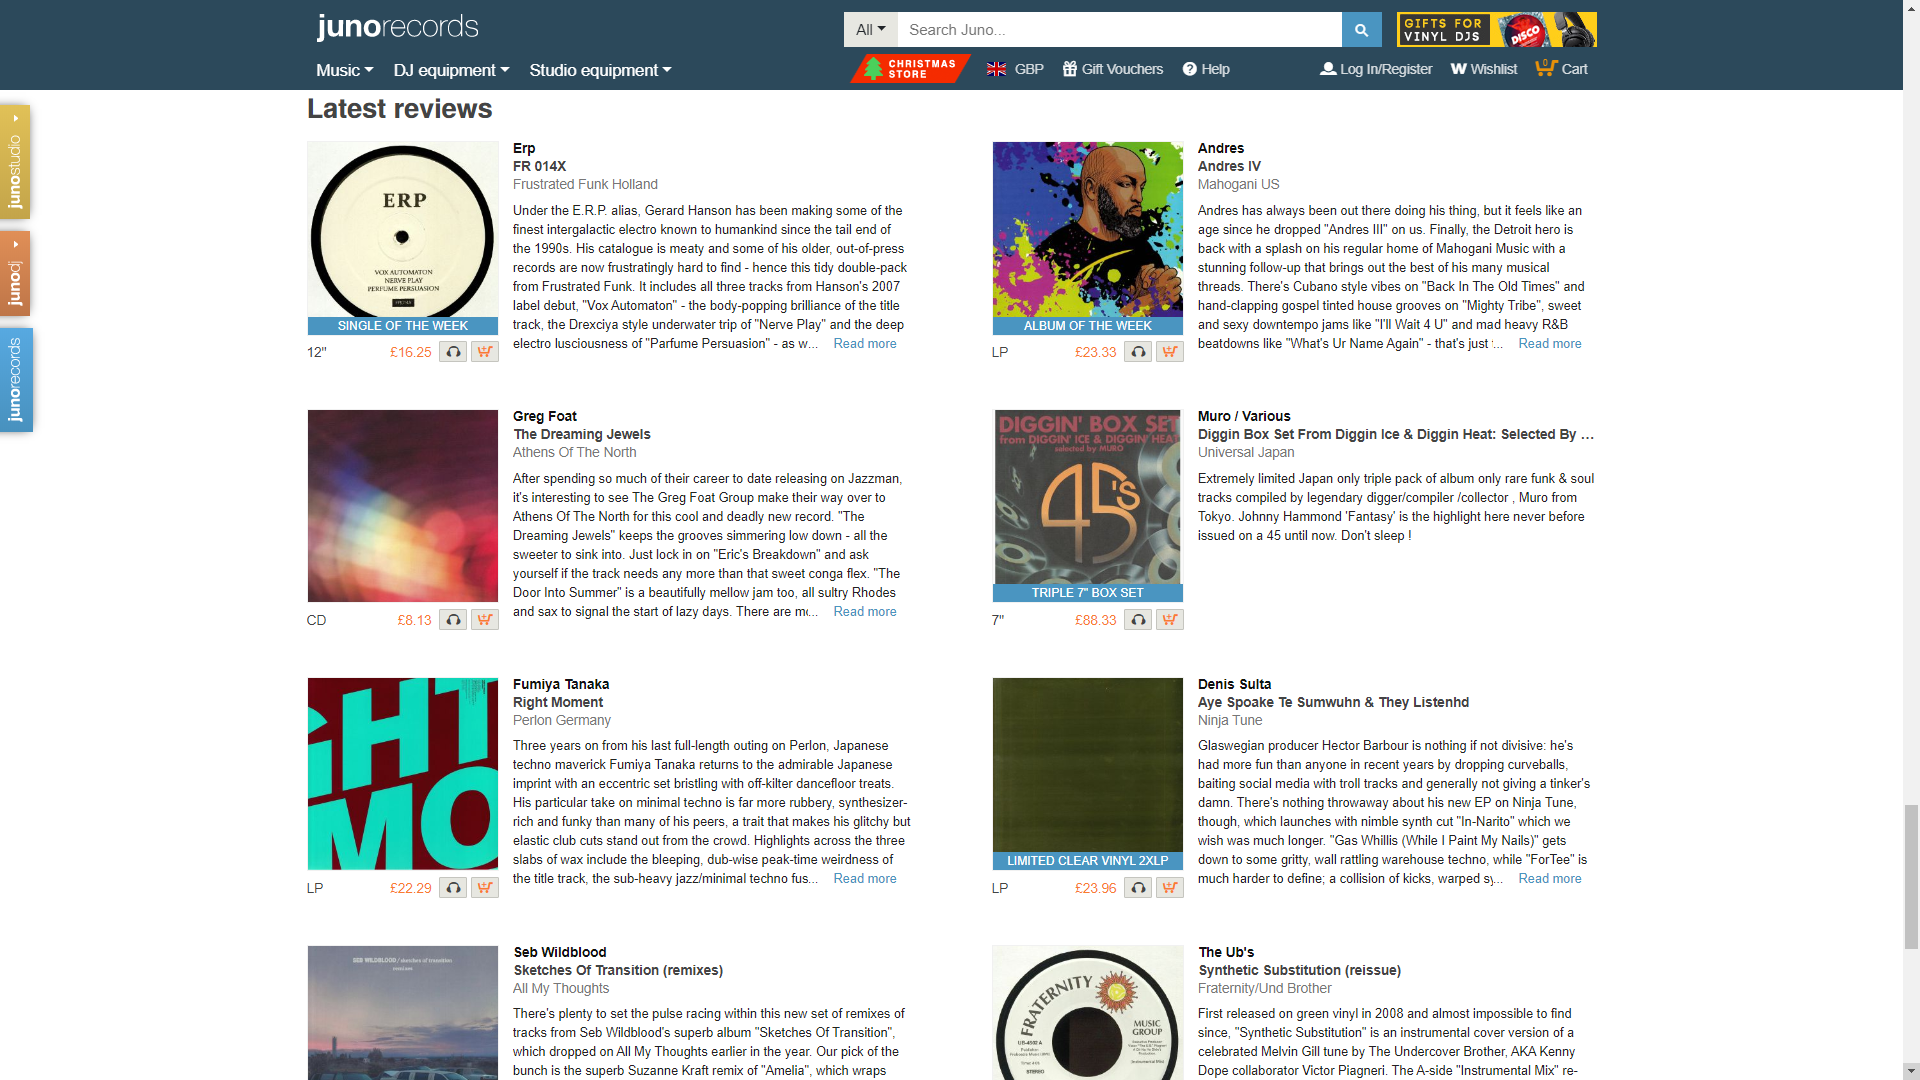 junorecords
All
Search Juno...
GIFTS FOR
VINYL DJS
DISCO
Music
DJ equipment
Studio equipment
CHRISTMAS
STORE
GBP
Gift Vouchers
Help
Log In/Register
Wishlist
0
Cart
junostudio
junodj
junorecords
Latest reviews
ERP
VOX AUTOMATON
NERVE PLAY
PERFUME PERSUASION
SINGLE OF THE WEEK
12"
£16.25
Erp
FR 014X
Frustrated Funk Holland
Under the E.R.P. alias, Gerard Hanson has been making some of the
finest intergalactic electro known to humankind since the tail end of
the 1990s. His catalogue is meaty and some of his older, out-of-press
records are now frustratingly hard to find - hence this tidy double-pack
from Frustrated Funk. It includes all three tracks from Hanson's 2007
label debut, "Vox Automaton" - the body-popping brilliance of the title
track, the Drexciya style underwater trip of "Nerve Play" and the deep
electro lusciousness of "Parfume Persuasion" - as w...
Read more
ALBUM OF THE WEEK
LP
£23.33
Andres
Andres IV
Mahogani US
Andres has always been out there doing his thing, but it feels like an
age since he dropped "Andres III" on us. Finally, the Detroit hero is
back with a splash on his regular home of Mahogani Music with a
stunning follow-up that brings out the best of his many musical
threads. There's Cubano style vibes on "Back In The Old Times" and
hand-clapping gospel tinted house grooves on "Mighty Tribe", sweet
and sexy downtempo jams like "I'll Wait 4 U" and mad heavy R&B
beatdowns like "What's Ur Name Again" - that's just ...
Read more
CD
£8.13
Greg Foat
The Dreaming Jewels
Athens Of The North
After spending so much of their career to date releasing on Jazzman,
it's interesting to see The Greg Foat Group make their way over to
Athens Of The North for this cool and deadly new record. "The
Dreaming Jewels" keeps the grooves simmering low down - all the
sweeter to sink into. Just lock in on "Eric's Breakdown" and ask
yourself if the track needs any more than that sweet conga flex. "The
Door Into Summer" is a beautifully mellow jam too, all sultry Rhodes
and sax to signal the start of lazy days. There are mo...
Read more
DIGGIN' BOX SET
from DIGGIN' ICE & DIGGIN' HEAT
selected by MURO
45's
TRIPLE 7" BOX SET
7"
£88.33
Muro / Various
Diggin Box Set From Diggin Ice & Diggin Heat: Selected By ...
Universal Japan
Extremely limited Japan only triple pack of album only rare funk & soul
tracks compiled by legendary digger/compiler /collector , Muro from
Tokyo. Johnny Hammond 'Fantasy' is the highlight here never before
issued on a 45 until now. Don't sleep !
GHT
MO
LP
£22.29
Fumiya Tanaka
Right Moment
Perlon Germany
Three years on from his last full-length outing on Perlon, Japanese
techno maverick Fumiya Tanaka returns to the admirable Japanese
imprint with an eccentric set bristling with off-kilter dancefloor treats.
His particular take on minimal techno is far more rubbery, synthesizer-
rich and funky than many of his peers, a trait that makes his glitchy but
elastic club cuts stand out from the crowd. Highlights across the three
slabs of wax include the bleeping, dub-wise peak-time weirdness of
the title track, the sub-heavy jazz/minimal techno fus...
Read more
LIMITED CLEAR VINYL 2XLP
LP
£23.96
Denis Sulta
Aye Spoake Te Sumwuhn & They Listenhd
Ninja Tune
Glaswegian producer Hector Barbour is nothing if not divisive: he's
had more fun than anyone in recent years by dropping curveballs,
baiting social media with troll tracks and generally not giving a tinker's
damn. There's nothing throwaway about his new EP on Ninja Tune,
though, which launches with nimble synth cut "In-Narito" which we
wish was much longer. "Gas Whillis (While I Paint My Nails)" gets
down to some gritty, wall rattling warehouse techno, while "ForTee" is
much harder to define; a collision of kicks, warped sy...
Read more
SEB WILDBLOOD / sketches of transition
remixes
Seb Wildblood
Sketches Of Transition (remixes)
All My Thoughts
There's plenty to set the pulse racing within this new set of remixes of
tracks from Seb Wildblood's superb album "Sketches Of Transition",
which dropped on All My Thoughts earlier in the year. Our pick of the
bunch is the superb Suzanne Kraft remix of "Amelia", which wraps
FRATERNITY
MUSIC
GROUP
STEREO
The Ub's
Synthetic Substitution (reissue)
Fraternity/Und Brother
First released on green vinyl in 2008 and almost impossible to find
since, "Synthetic Substitution" is an instrumental cover version of a
celebrated Melvin Gill tune by The Undercover Brother, AKA Kenny
Dope collaborator Victor Piagneri. The A-side "Instrumental Mix" re-